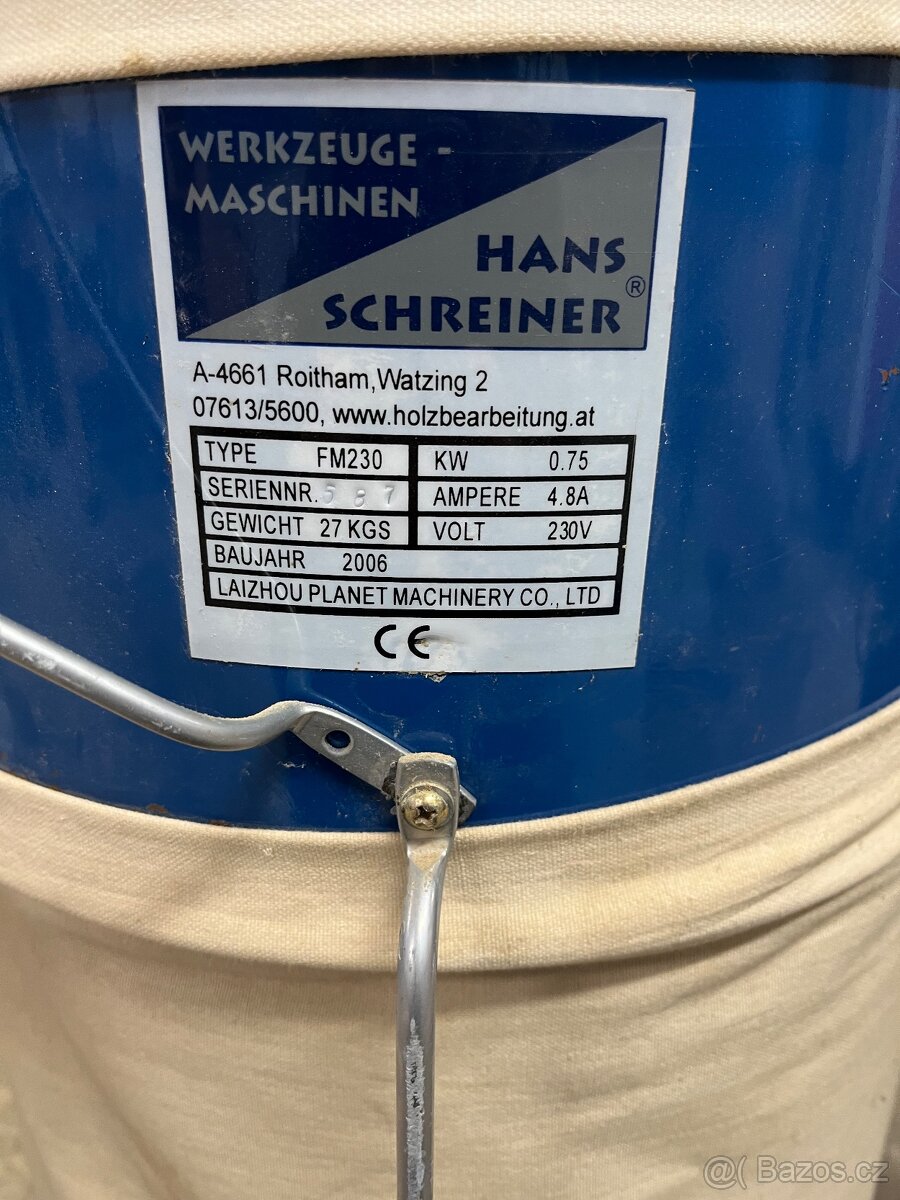 WERKZEUGE -
MASCHINEN
HANS
SCHREINER®
A-4661 Roitham,Watzing 2
07613/5600, www.holzbearbeitung.at
TYPE FM230 KW 0.75
SERIENNR. 587 AMPERE 4.8A
GEWICHT 27 KGS VOLT 230V
BAUJAHR 2006
LAIZHOU PLANET MACHINERY CO., LTD
CE
@( Bazos.cz